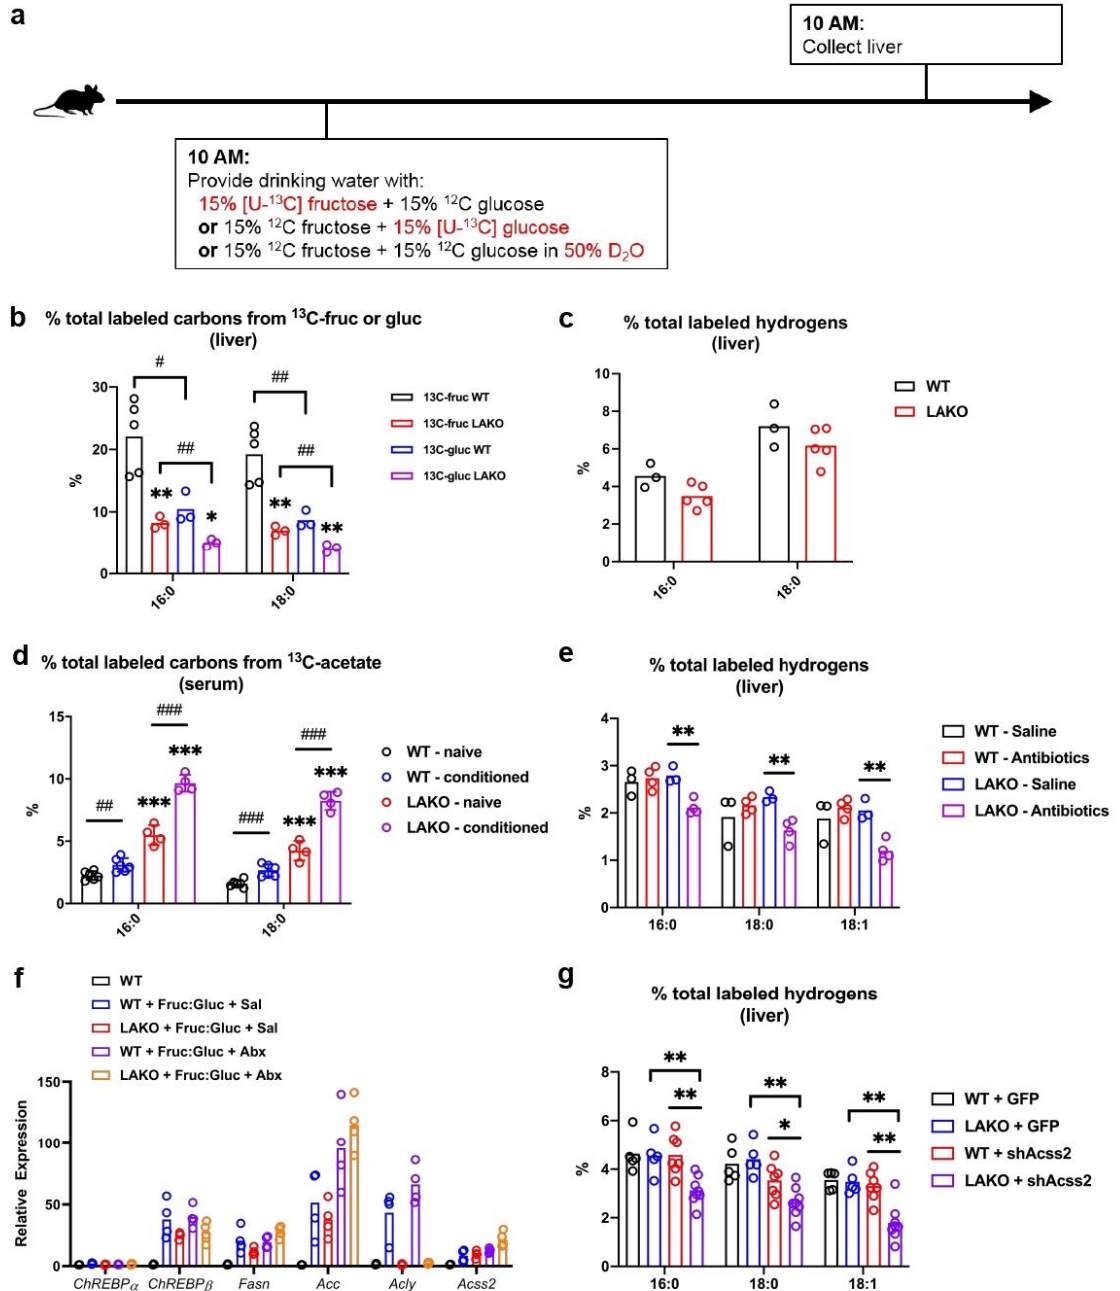 a
10 AM:
Collect liver
10 AM:
Provide drinking water with:
15% [U-¹³C] fructose + 15% ¹²C glucose
or 15% ¹²C fructose + 15% [U-¹³C] glucose
or 15% ¹²C fructose + 15% ¹²C glucose in 50% D₂O
b
% total labeled carbons from ¹³C-fruc or gluc
(liver)
#
##
30
##
##
20
%
**
*
**
**
10
0
16:0
18:0
13C-fruc WT
13C-fruc LAKO
13C-gluc WT
13C-gluc LAKO
c
% total labeled hydrogens
(liver)
10
8
6
%
4
2
0
16:0
18:0
WT
LAKO
d
% total labeled carbons from ¹³C-acetate
(serum)
15
###
###
***
***
10
%
##
***
###
***
5
0
16:0
18:0
WT - naive
WT - conditioned
LAKO - naive
LAKO - conditioned
e
% total labeled hydrogens
(liver)
4
**
**
**
3
%
2
1
0
16:0
18:0
18:1
WT - Saline
WT - Antibiotics
LAKO - Saline
LAKO - Antibiotics
f
WT
WT + Fruc:Gluc + Sal
LAKO + Fruc:Gluc + Sal
WT + Fruc:Gluc + Abx
LAKO + Fruc:Gluc + Abx
150
100
Relative Expression
50
0
ChREBPα
ChREBPβ
Fasn
Acc
Acly
Acss2
g
% total labeled hydrogens
(liver)
8
**
**
**
**
*
**
6
%
4
2
0
16:0
18:0
18:1
WT + GFP
LAKO + GFP
WT + shAcss2
LAKO + shAcss2